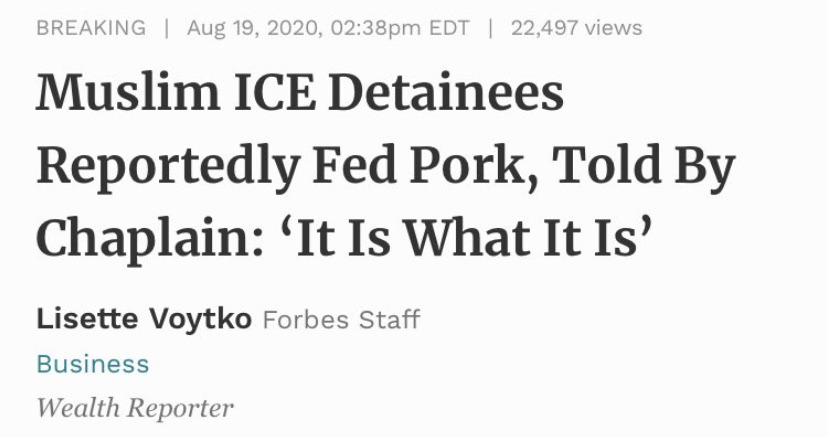 BREAKING | Aug 19, 2020, 02:38pm EDT | 22,497 views
Muslim ICE Detainees
Reportedly Fed Pork, Told By
Chaplain: ‘It Is What It Is’
Lisette Voytko Forbes Staff
Business
Wealth Reporter